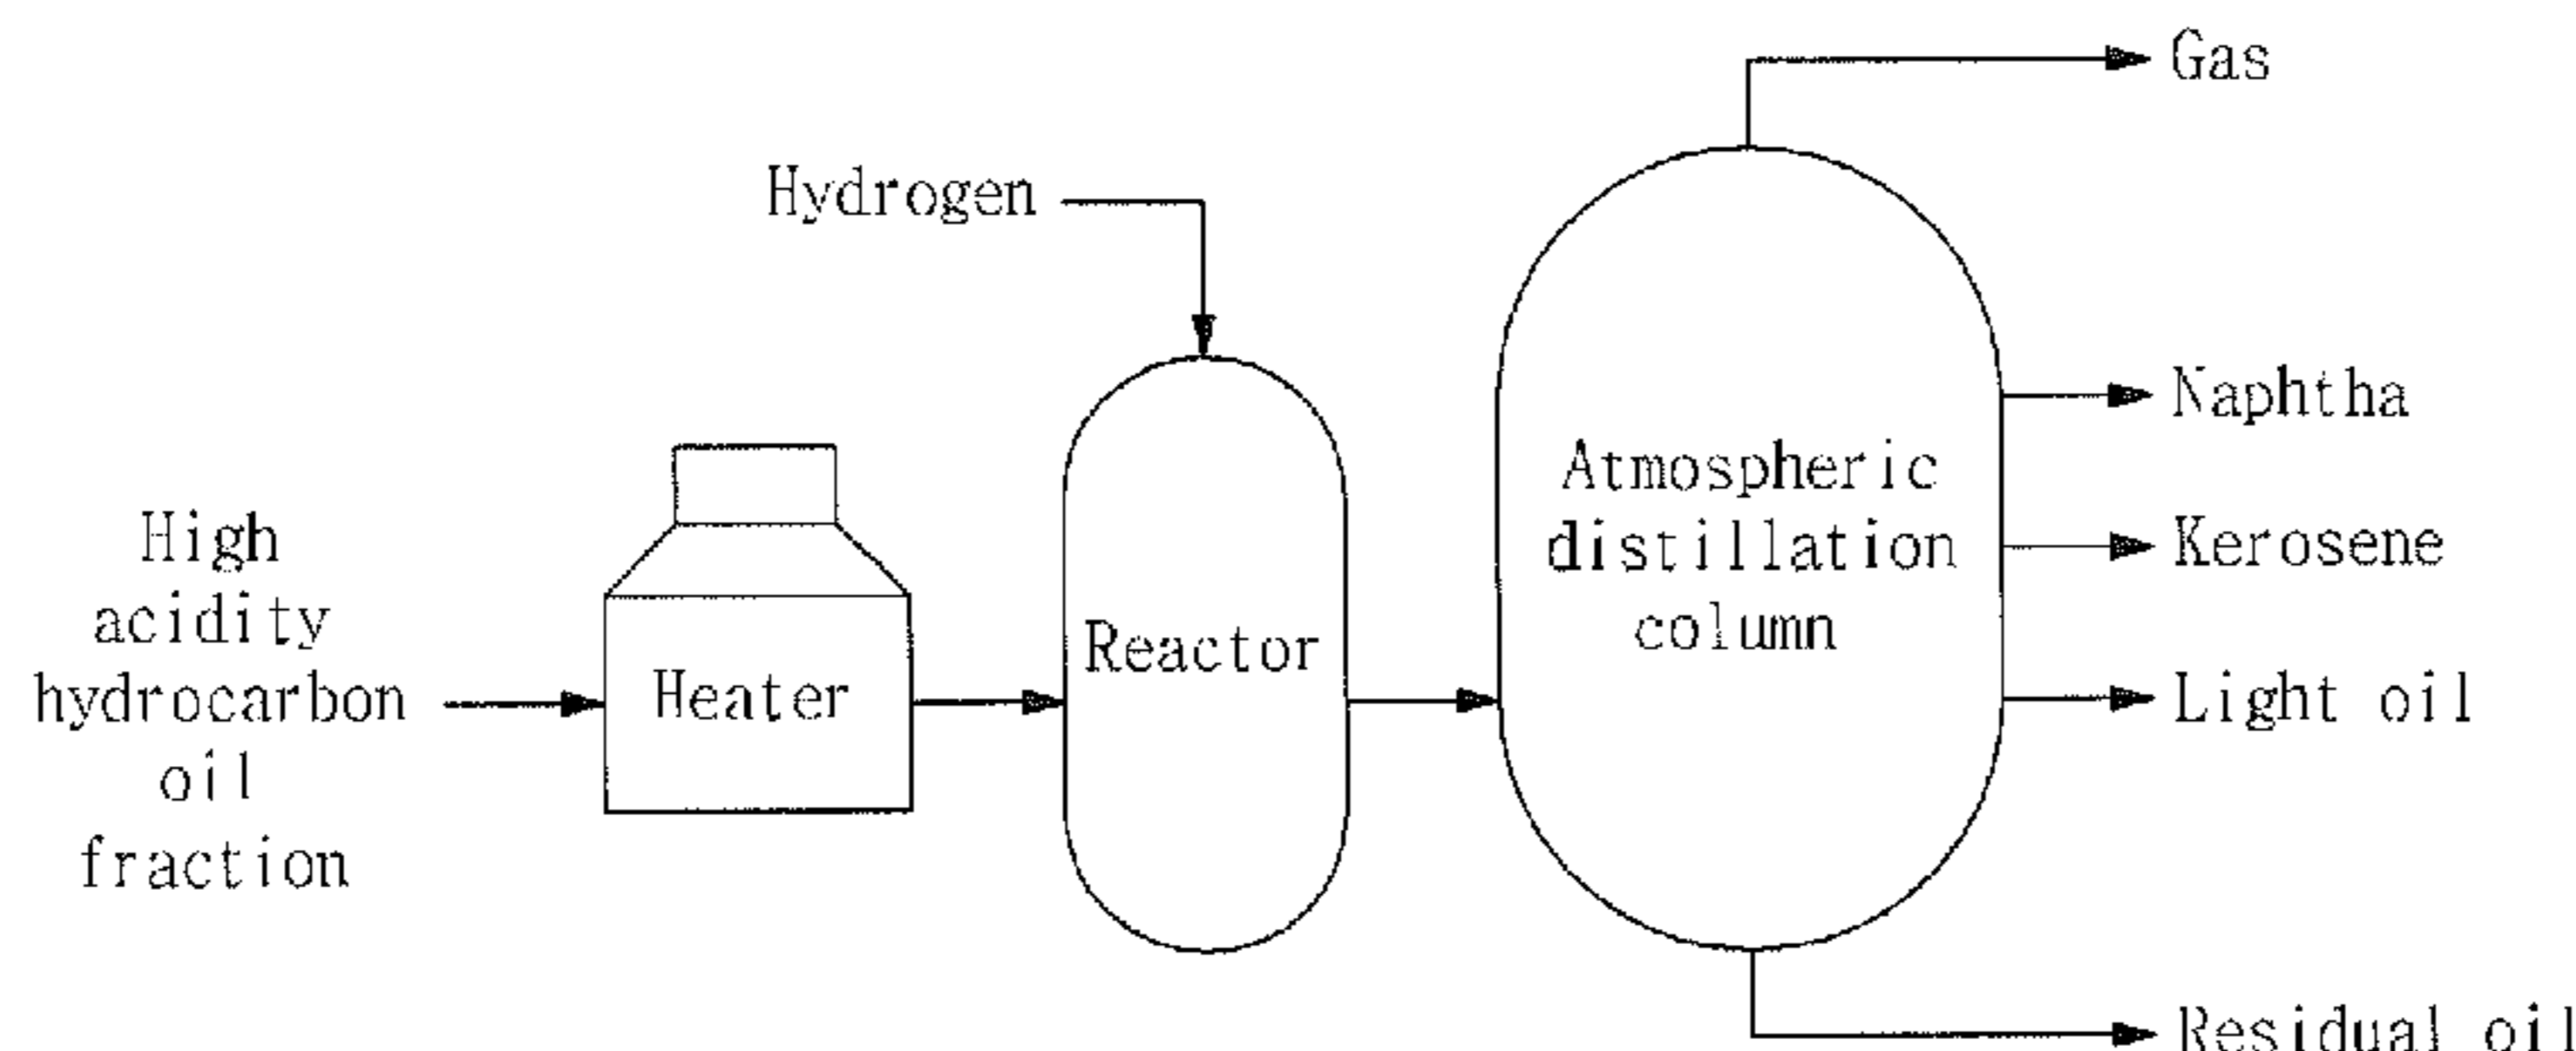 Gas
Hydrogen
Naphtha
Atmospheric
distillation
column
Kerosene
High
acidity
hydrocarbon
oil
fraction
Heater
Reactor
Light oil
Residual oil